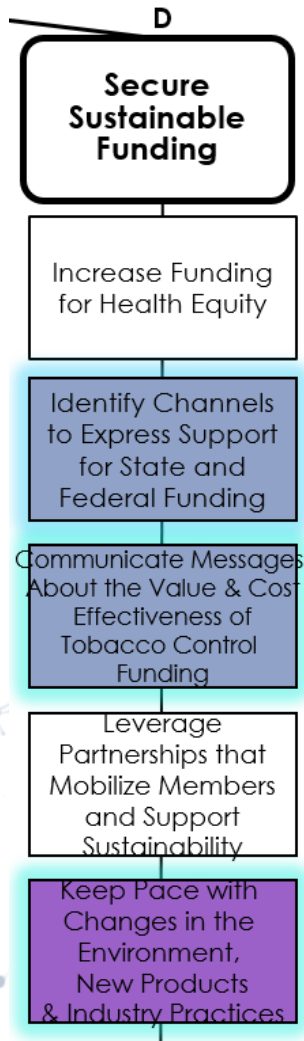 D
Secure
Sustainable
Funding
Increase Funding
for Health Equity
Identify Channels
to Express Support
for State and
Federal Funding
Communicate Messages
About the Value & Cost
Effectiveness of
Tobacco Control
Funding
Leverage
Partnerships that
Mobilize Members
and Support
Sustainability
Keep Pace with
Changes in the
Environment,
New Products
& Industry Practices